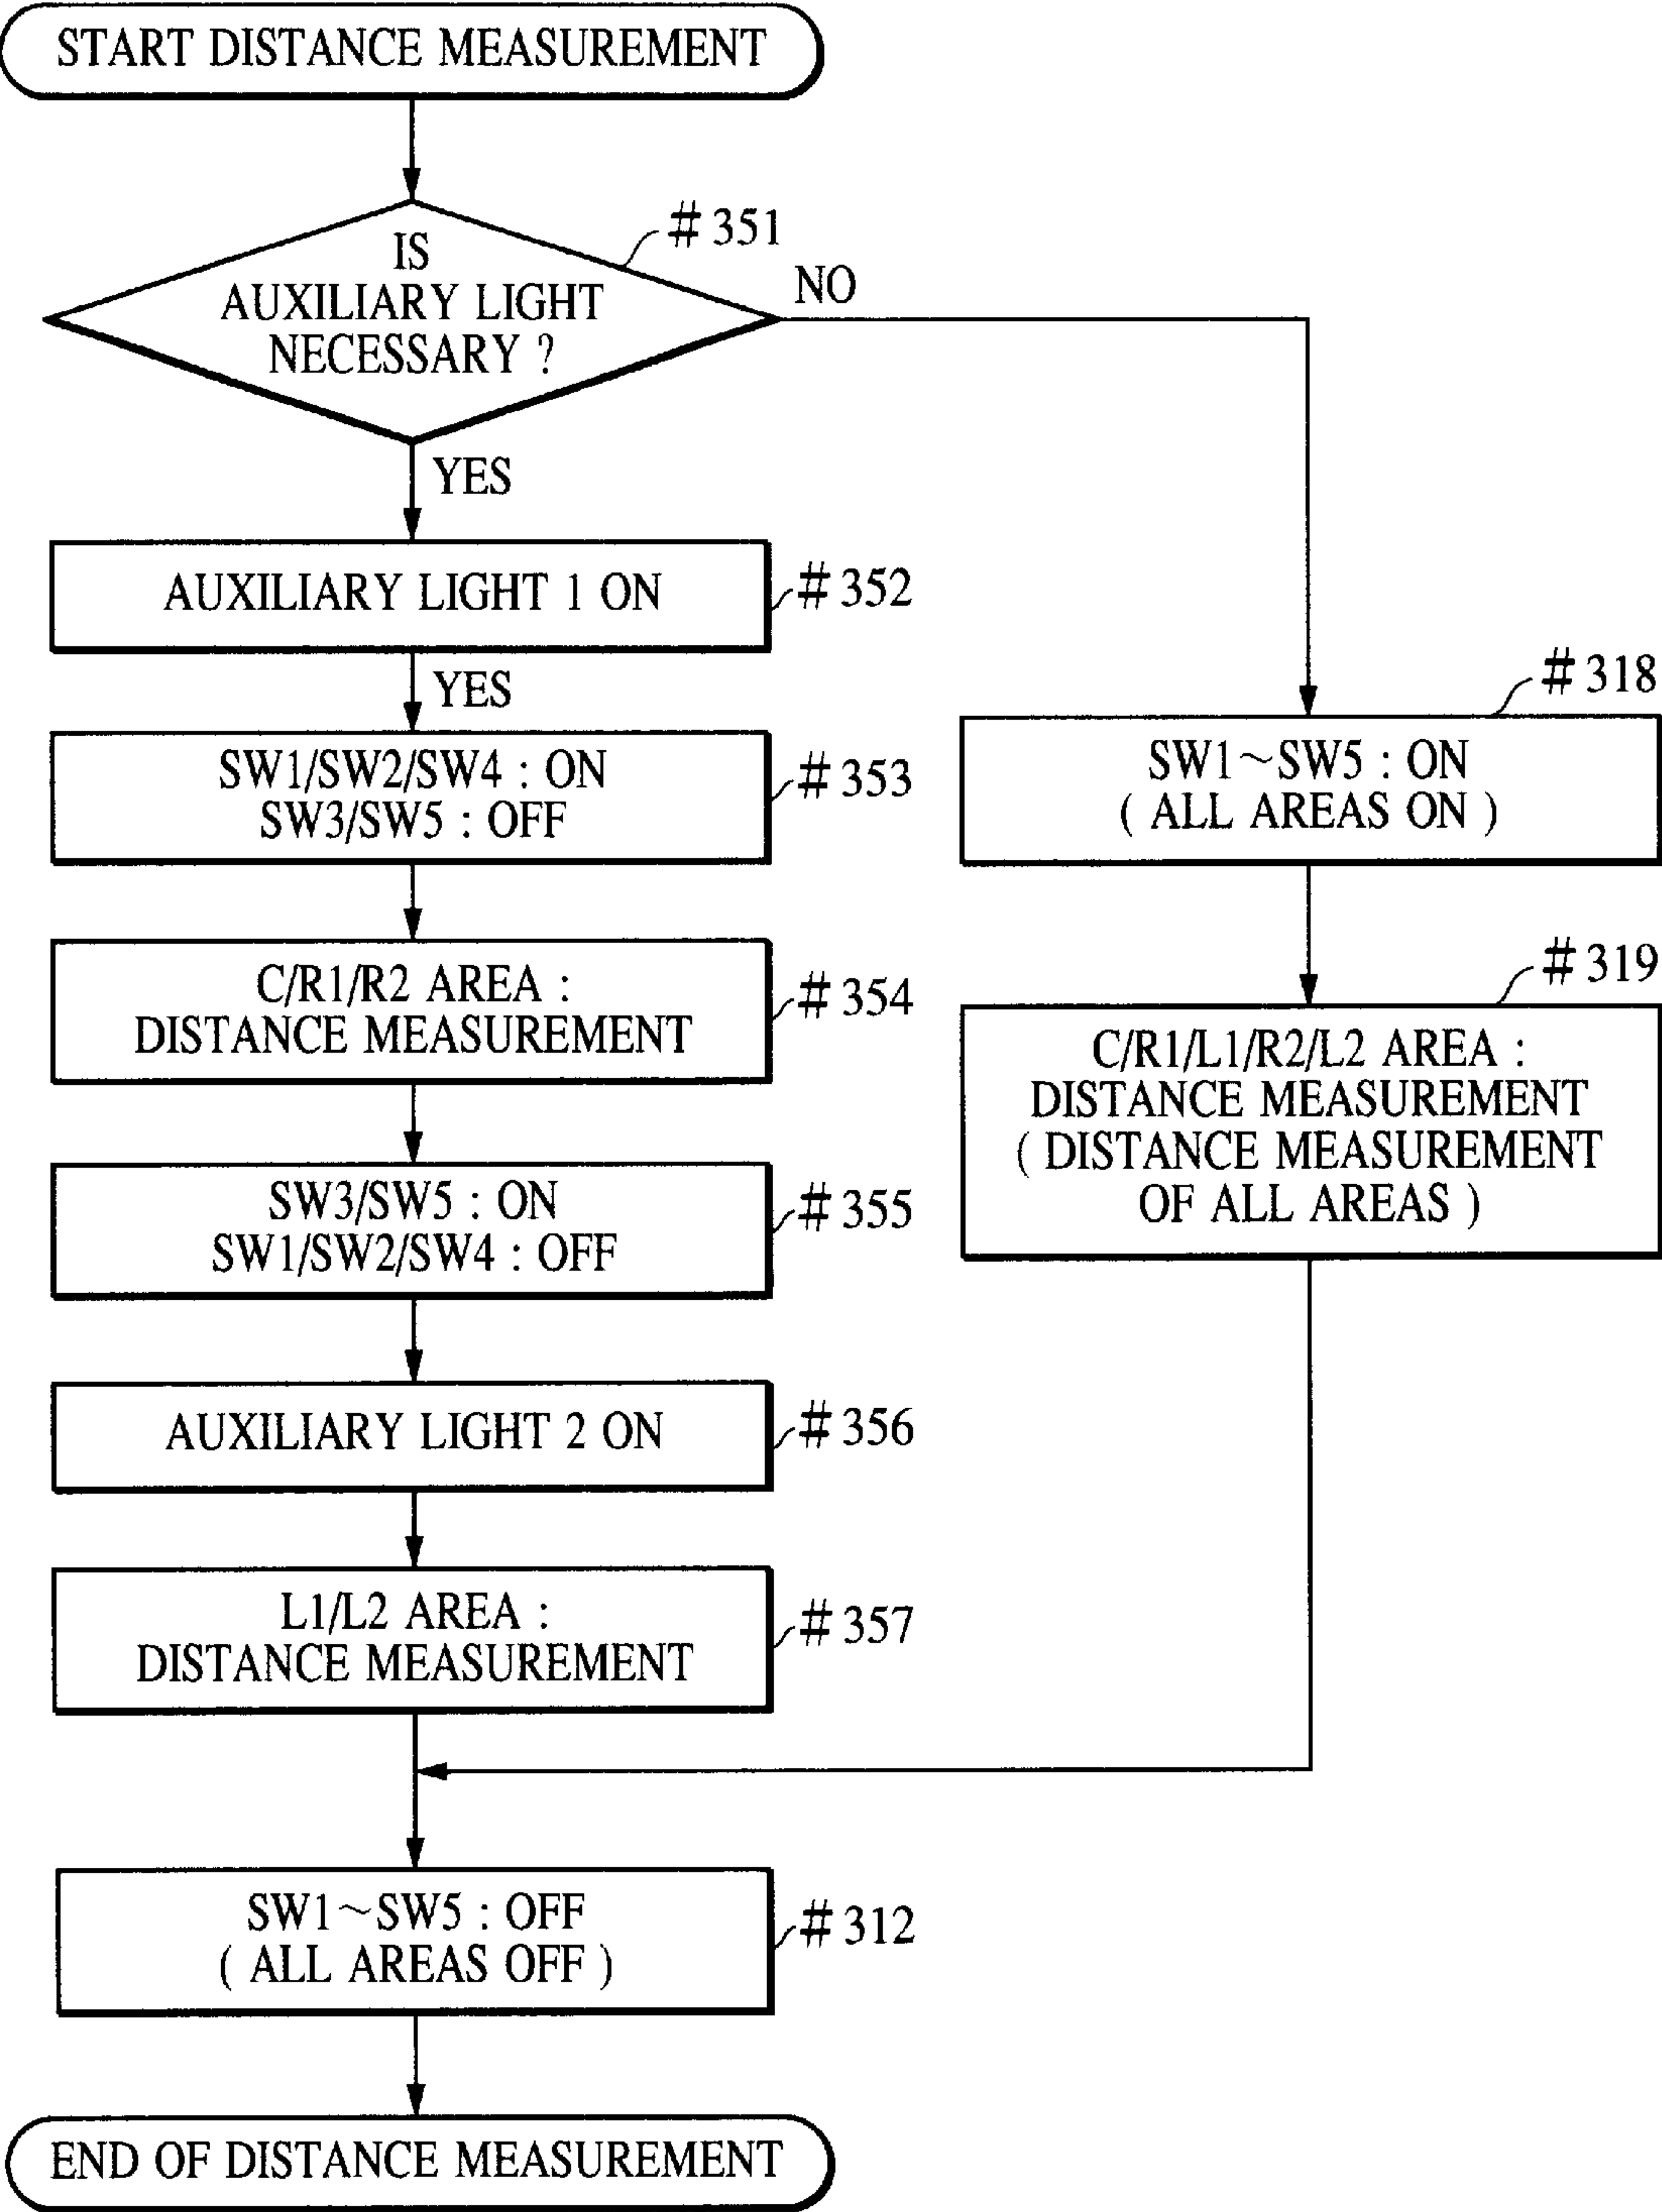 START DISTANCE MEASUREMENT
#351
IS
AUXILIARY LIGHT
NECESSARY ?
NO
YES
AUXILIARY LIGHT 1 ON
#352
YES
SW1/SW2/SW4 : ON
SW3/SW5 : OFF
#353
C/R1/R2 AREA :
DISTANCE MEASUREMENT
#354
SW3/SW5 : ON
SW1/SW2/SW4 : OFF
#355
AUXILIARY LIGHT 2 ON
#356
L1/L2 AREA :
DISTANCE MEASUREMENT
#357
#318
SW1~SW5 : ON
( ALL AREAS ON )
#319
C/R1/L1/R2/L2 AREA :
DISTANCE MEASUREMENT
( DISTANCE MEASUREMENT
OF ALL AREAS )
SW1~SW5 : OFF
( ALL AREAS OFF )
#312
END OF DISTANCE MEASUREMENT